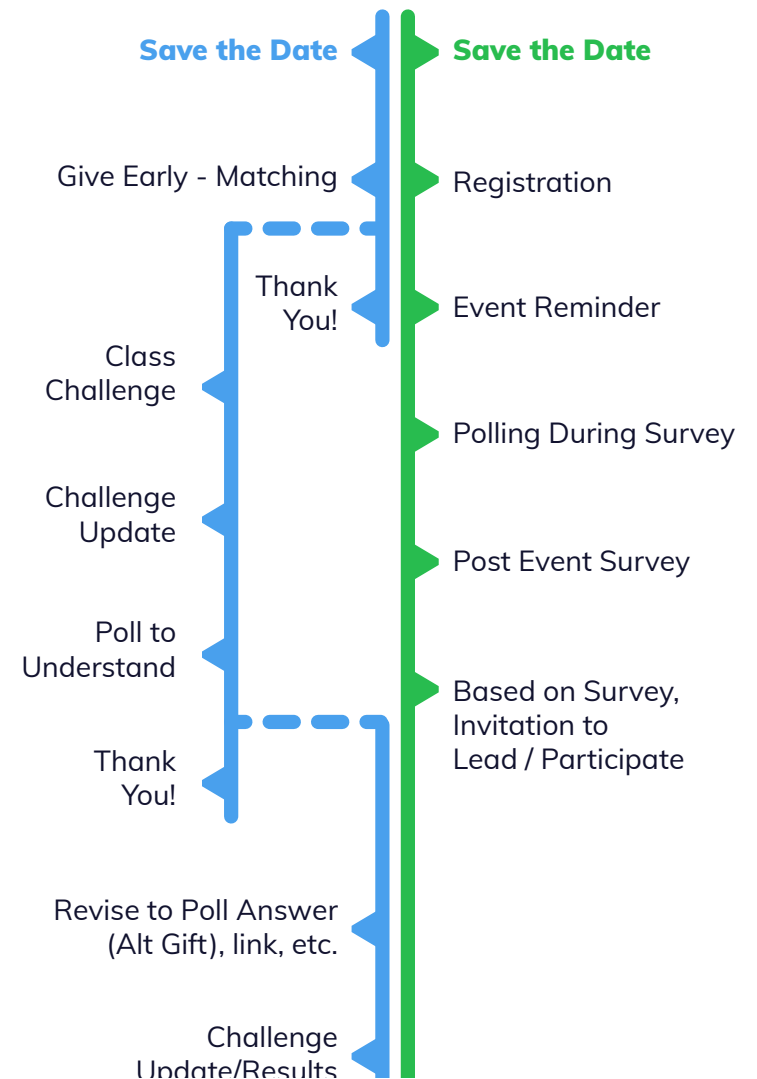 Save the Date
Save the Date
Give Early - Matching
Registration
Thank
You!
Event Reminder
Class
Challenge
Polling During Survey
Challenge
Update
Post Event Survey
Poll to
Understand
Based on Survey,
Invitation to
Lead / Participate
Thank
You!
Revise to Poll Answer
(Alt Gift), link, etc.
Challenge
Update/Results